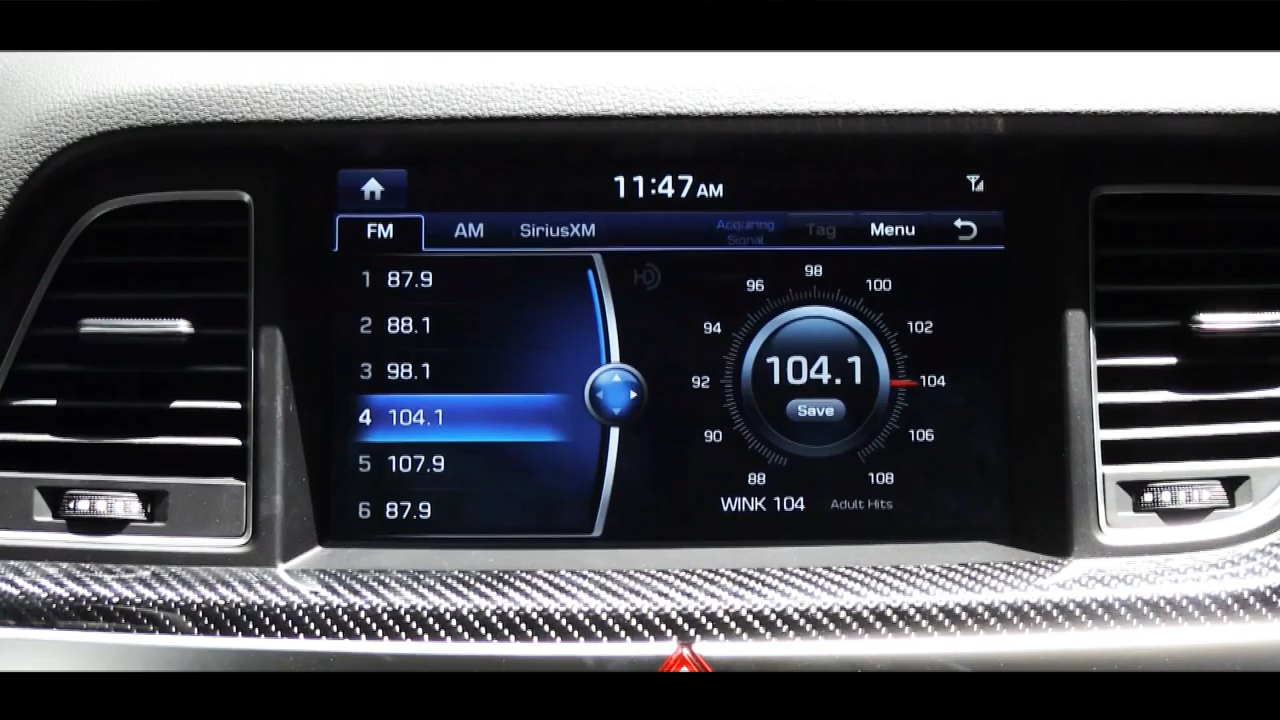 11:47 AM
FM AM SiriusXM Acquiring Signal Tag Menu
1 87.9
2 88.1
3 98.1
4 104.1
5 107.9
6 87.9
HD
88 90 92 94 96 98 100 102 104 106 108
104.1
Save
WINK 104 Adult Hits